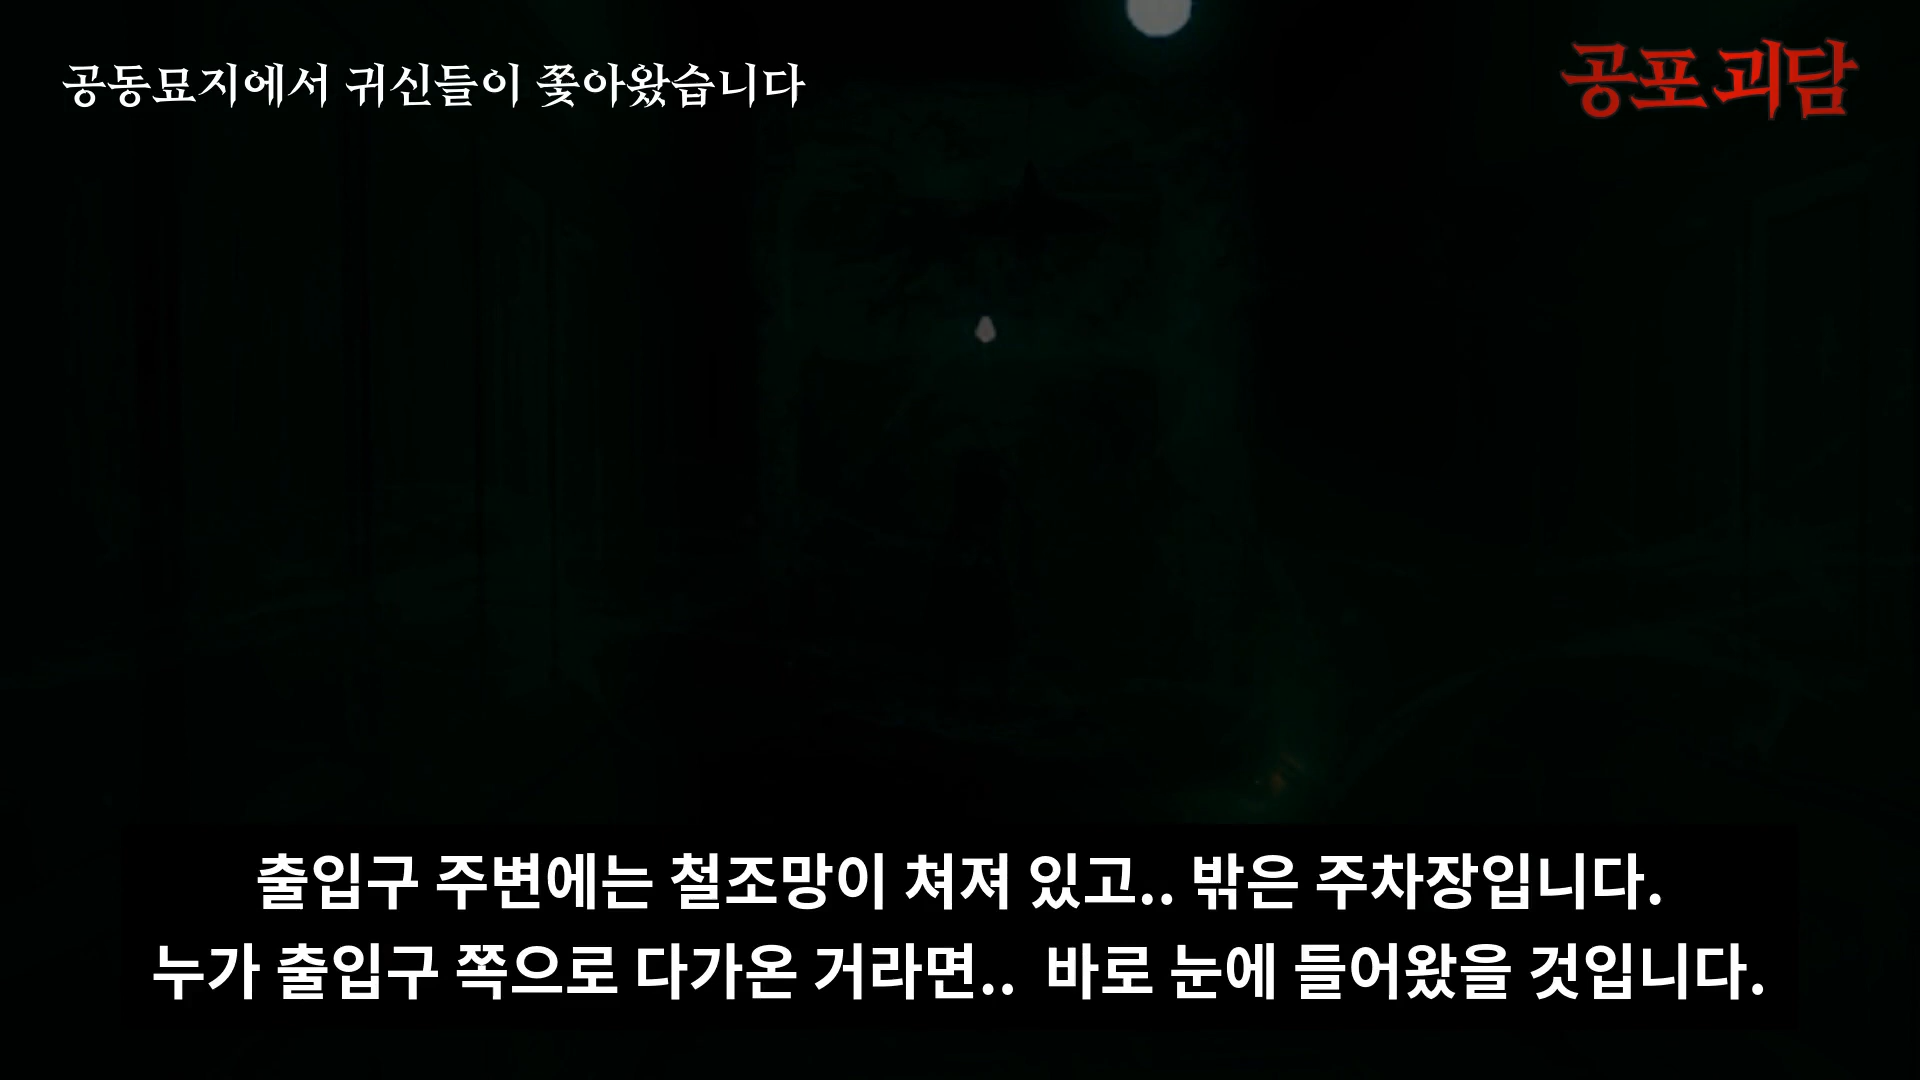 공동묘지에서 귀신들이 쫓아왔습니다
공포괴담
출입구 주변에는 철조망이 쳐져 있고.. 밖은 주차장입니다.
누가 출입구 쪽으로 다가온 거라면.. 바로 눈에 들어왔을 것입니다.